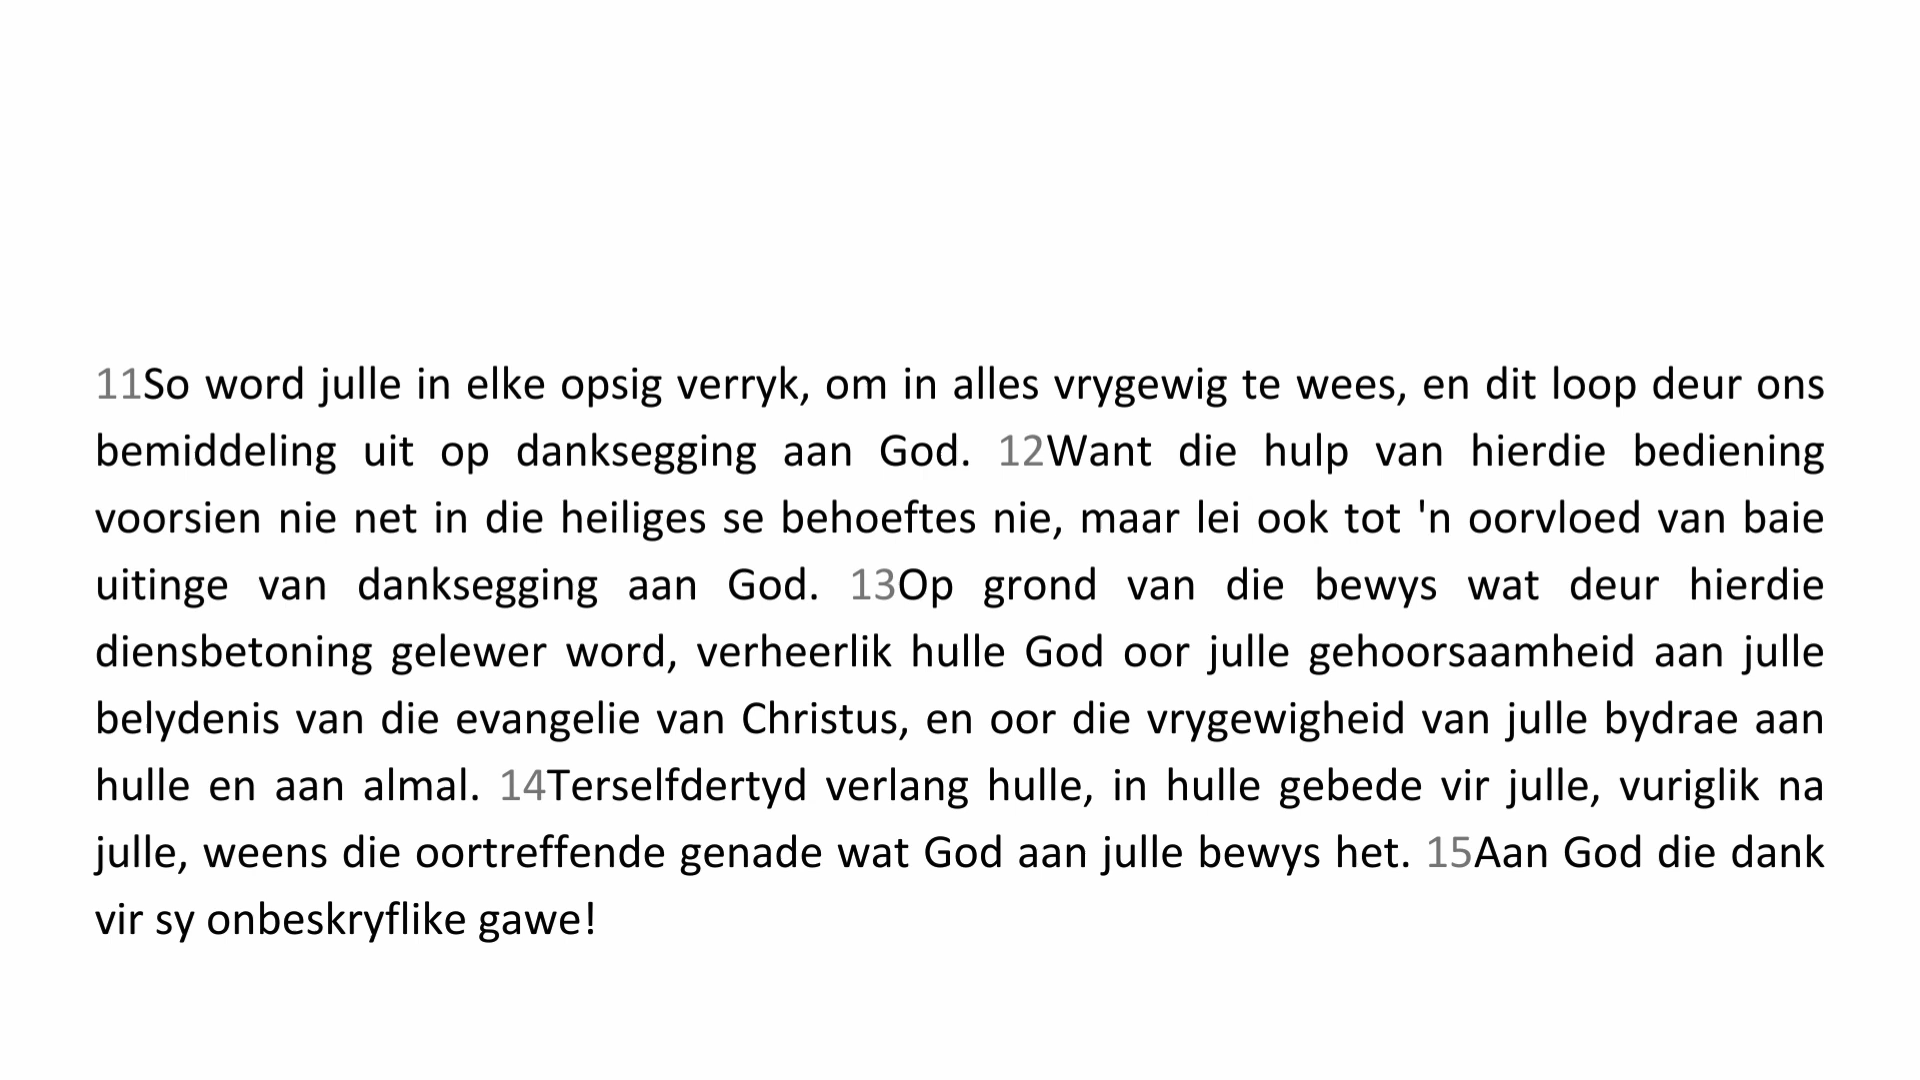 11So word julle in elke opsig verryk, om in alles vrygewig te wees, en dit loop deur ons
bemiddeling uit op danksegging aan God. 12Want die hulp van hierdie bediening
voorsien nie net in die heiliges se behoeftes nie, maar lei ook tot 'n oorvloed van baie
uitinge van danksegging aan God. 13Op grond van die bewys wat deur hierdie
diensbetoning gelewer word, verheerlik hulle God oor julle gehoorsaamheid aan julle
belydenis van die evangelie van Christus, en oor die vrygewigheid van julle bydrae aan
hulle en aan almal. 14Terselfdertyd verlang hulle, in hulle gebede vir julle, vuriglik na
julle, weens die oortreffende genade wat God aan julle bewys het. 15Aan God die dank
vir sy onbeskryflike gawe!